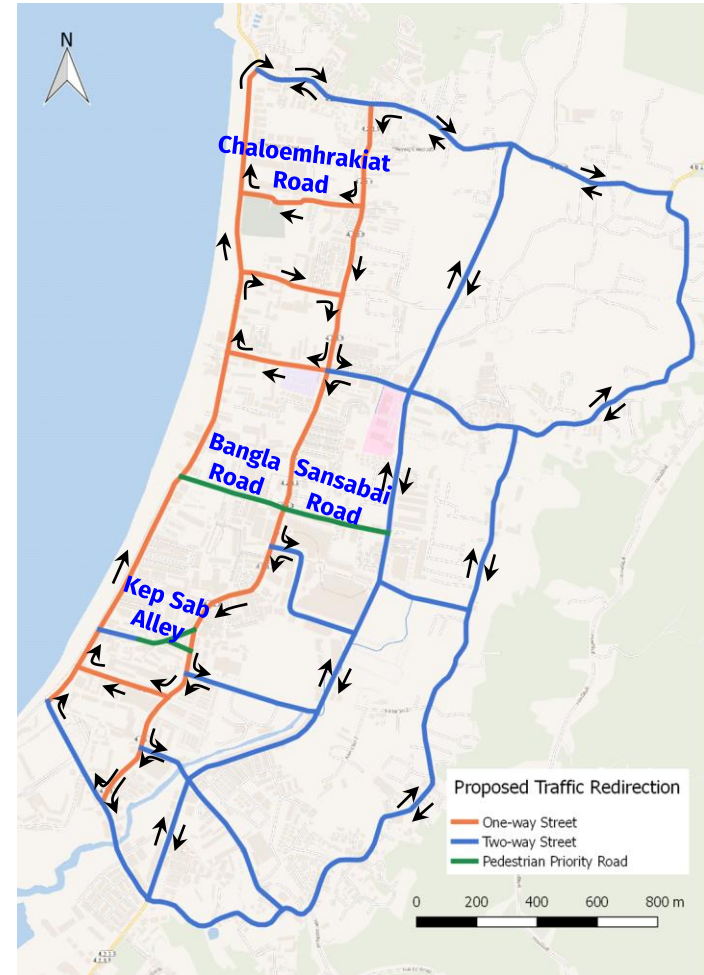 N
Chaloemhrakiat
Road
Bangla
Road
Sansabai
Road
Kep Sab
Alley
Proposed Traffic Redirection
One-way Street
Two-way Street
Pedestrian Priority Road
0 200 400 600 800 m